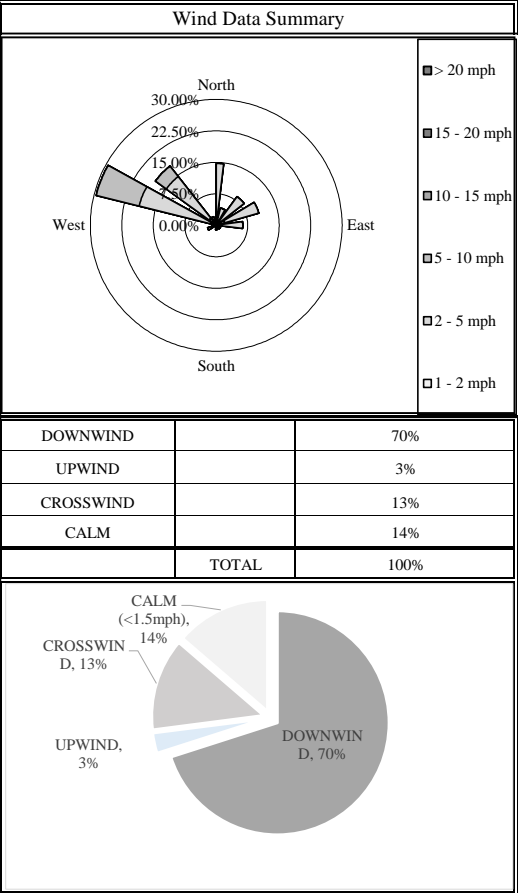 Wind Data Summary
North
30.00%
22.50%
15.00%
7.50%
0.00%
West
East
South
> 20 mph
15 - 20 mph
10 - 15 mph
5 - 10 mph
2 - 5 mph
1 - 2 mph
DOWNWIND 70%
UPWIND 3%
CROSSWIND 13%
CALM 14%
TOTAL 100%
CALM
(<1.5mph),
14%
CROSSWIN
D, 13%
UPWIND,
3%
DOWNWIN
D, 70%